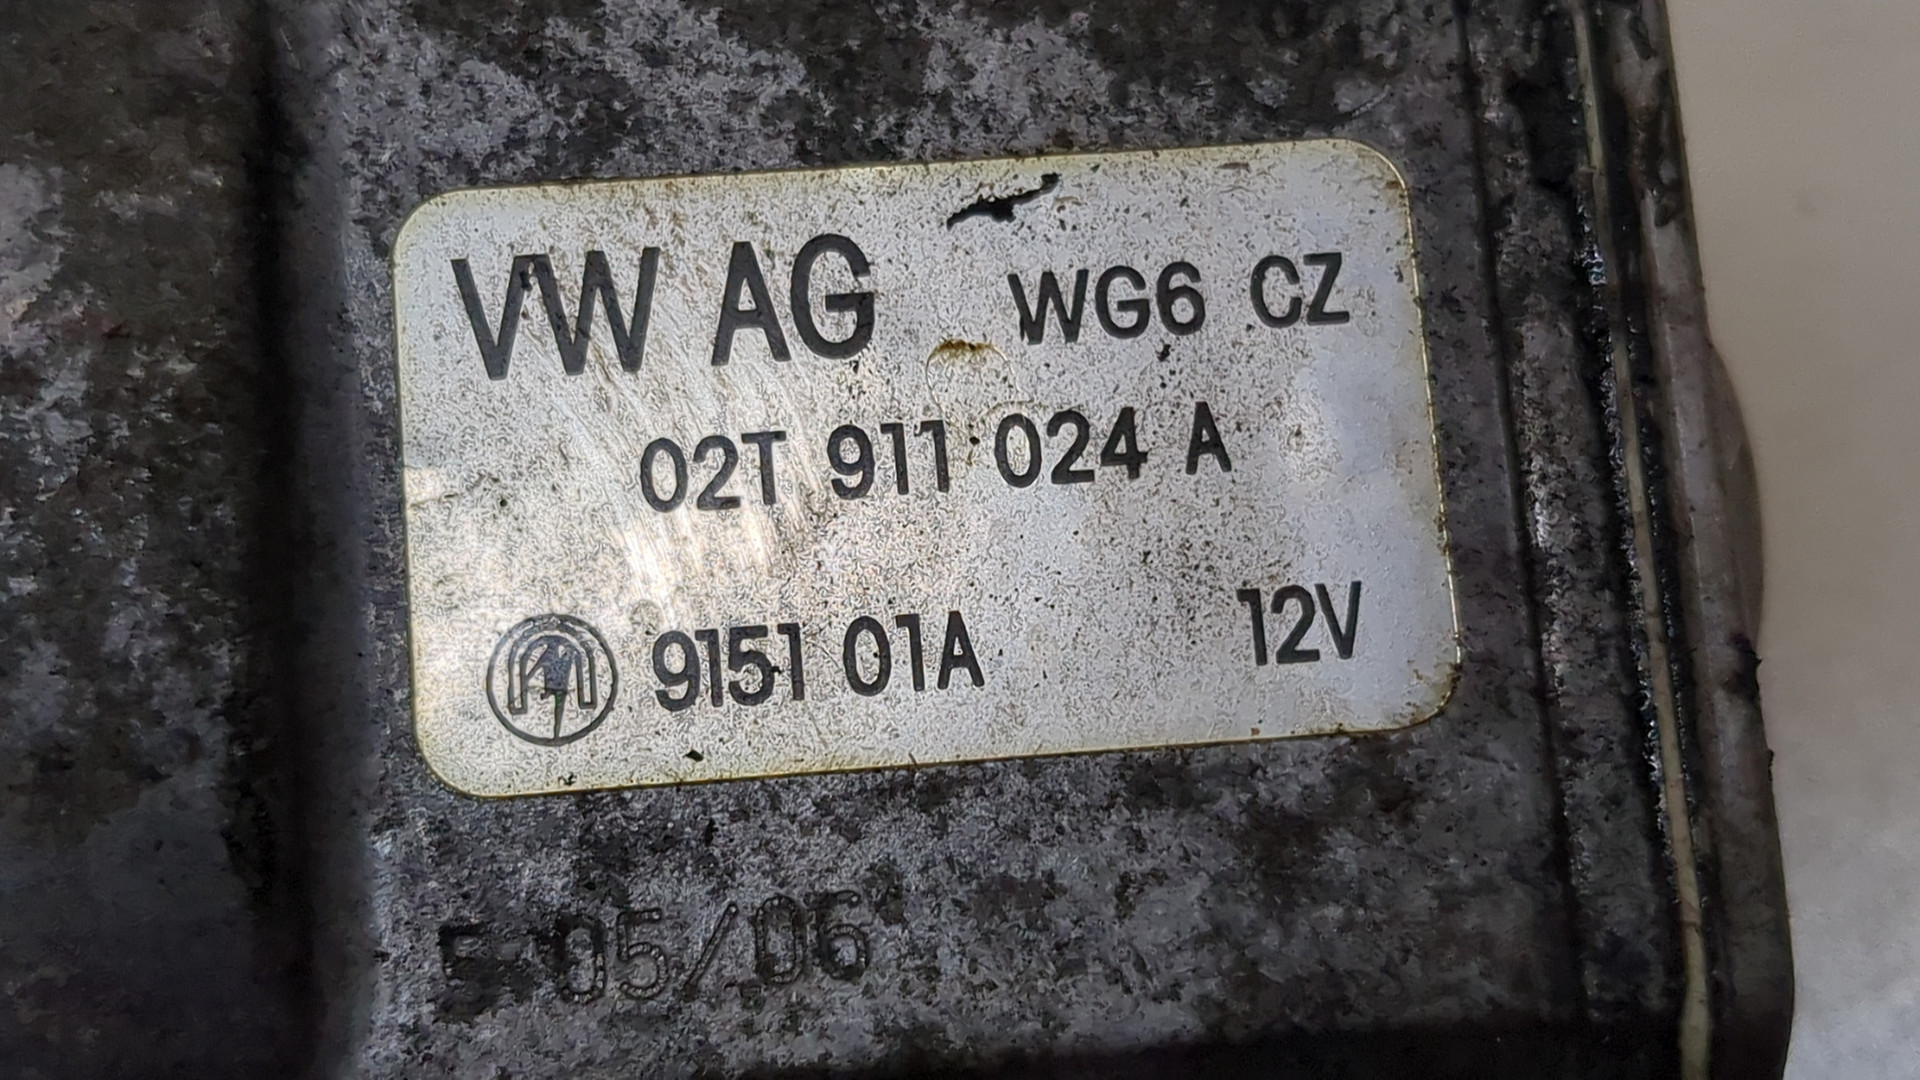 VW AG WG6 CZ
02T 911 024 A
9151 01A 12V
05/06